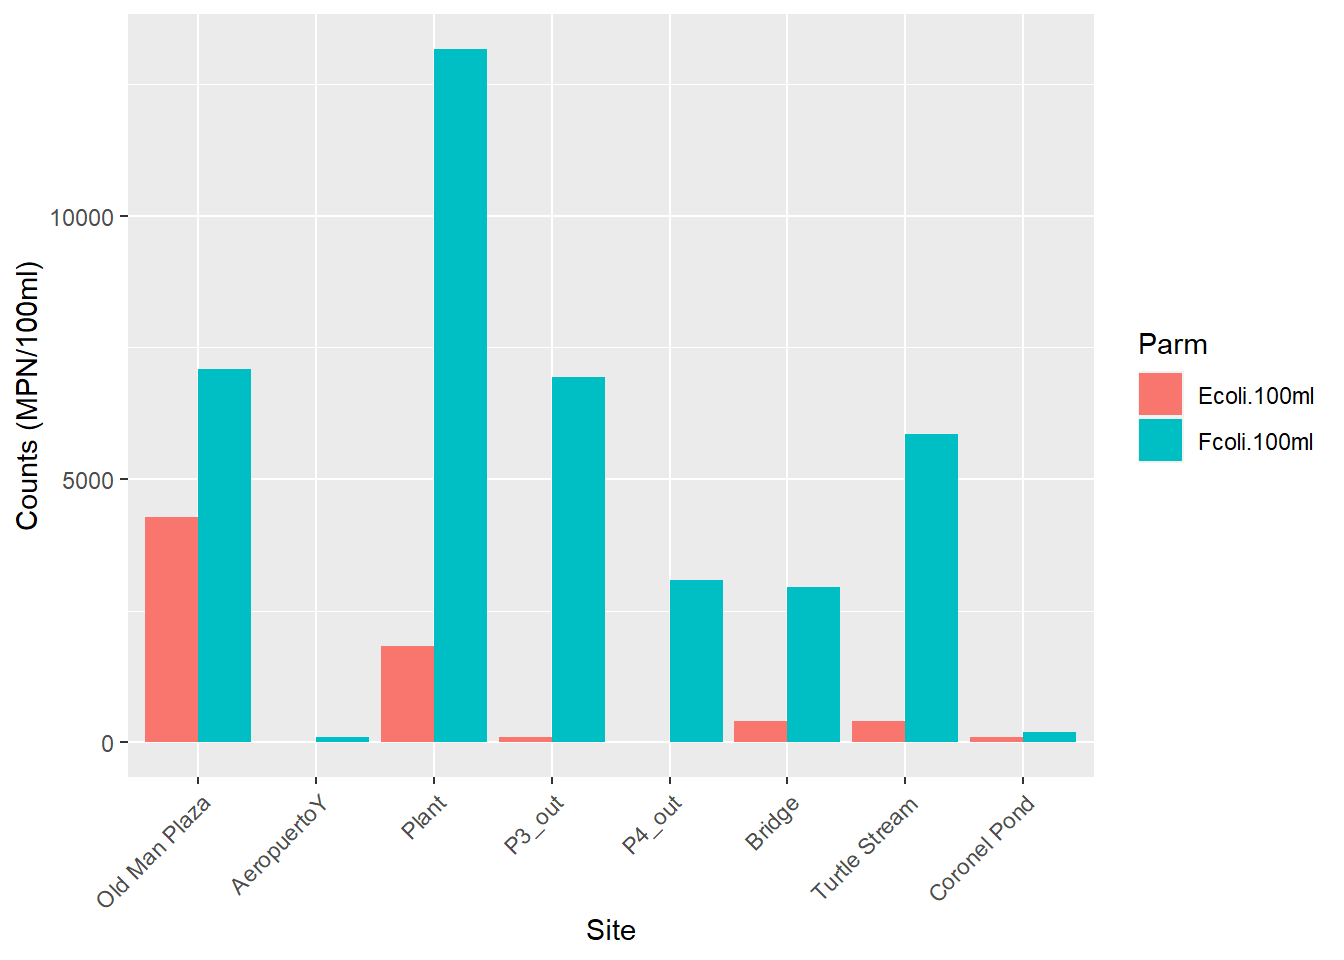 10000
5000
0
Counts (MPN/100ml)
Old Man Plaza
AeropuertoY
Plant
P3_out
P4_out
Bridge
Turtle Stream
Coronel Pond
Site
Parm
Ecoli.100ml
Fcoli.100ml